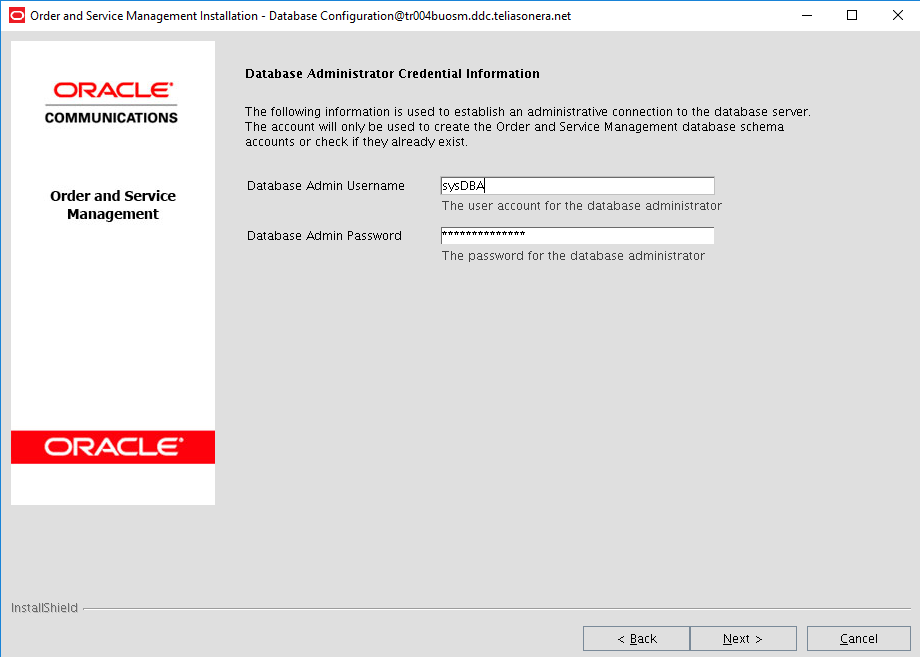 Order and Service Management Installation - Database Configuration@tr004buosm.ddc.teliasonera.net
ORACLE
COMMUNICATIONS
Order and Service
Management
ORACLE
Database Administrator Credential Information
The following information is used to establish an administrative connection to the database server.
The account will only be used to create the Order and Service Management database schema
accounts or check if they already exist.
Database Admin Username
sysDBA
The user account for the database administrator
Database Admin Password
**************
The password for the database administrator
InstallShield
< Back
Next >
Cancel